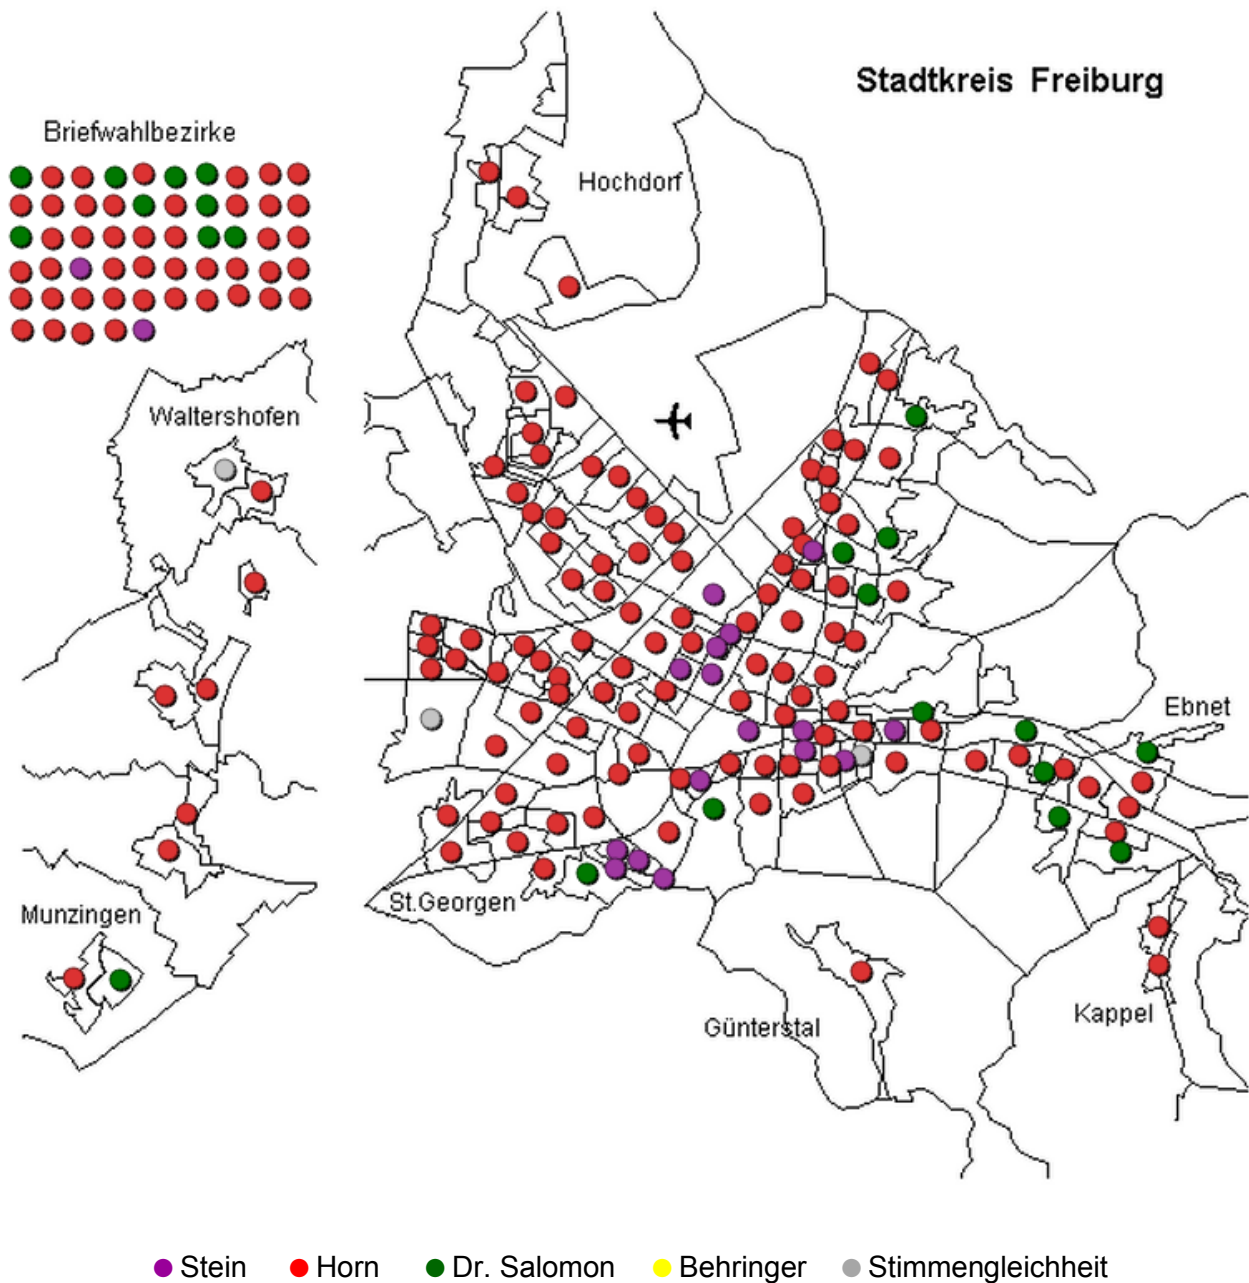 Stadtkreis Freiburg
Briefwahlbezirke
Hochdorf
Waltershofen
Ebnet
St.Georgen
Munzingen
Kappel
Günterstal
Stein Horn Dr. Salomon Behringer Stimmengleichheit